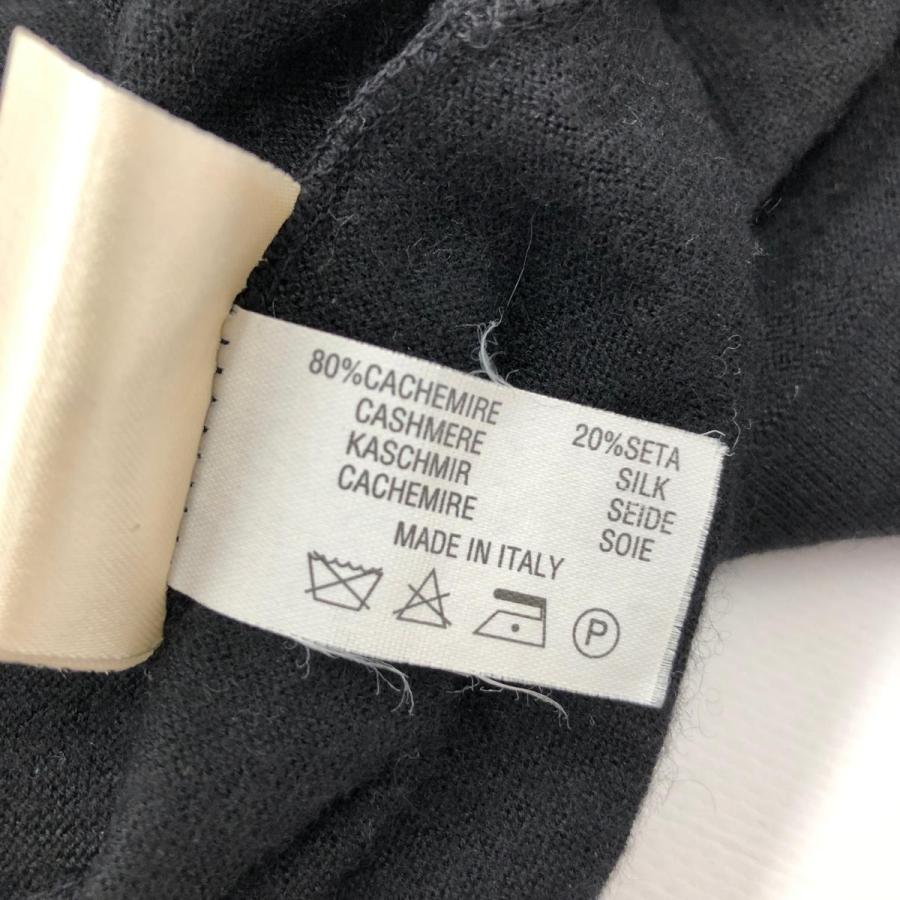 80%CACHEMIRE
CASHMERE
KASCHMIR
CACHEMIRE
20%SETA
SILK
SEIDE
SOIE
MADE IN ITALY
P